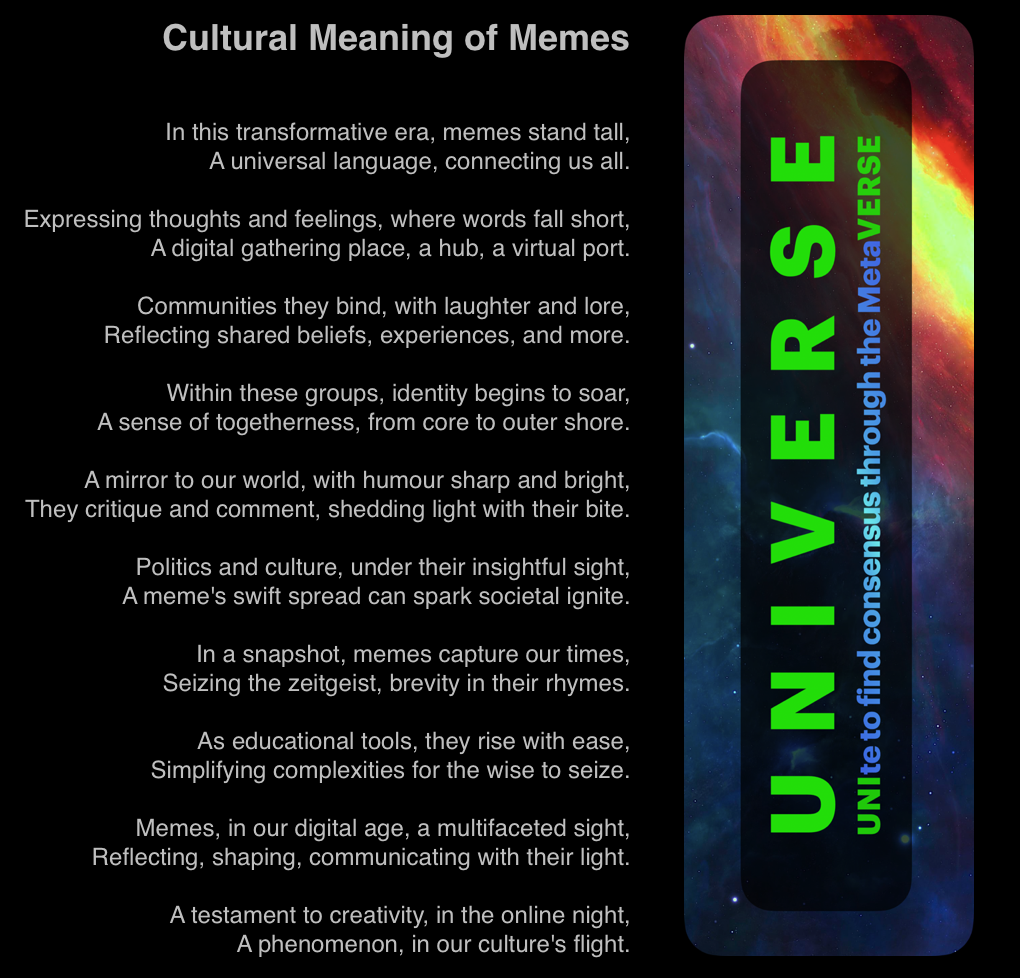 Cultural Meaning of Memes
In this transformative era, memes stand tall,
A universal language, connecting us all.
Expressing thoughts and feelings, where words fall short,
A digital gathering place, a hub, a virtual port.
Communities they bind, with laughter and lore,
Reflecting shared beliefs, experiences, and more.
Within these groups, identity begins to soar,
A sense of togetherness, from core to outer shore.
A mirror to our world, with humour sharp and bright,
They critique and comment, shedding light with their bite.
Politics and culture, under their insightful sight,
A meme's swift spread can spark societal ignite.
In a snapshot, memes capture our times,
Seizing the zeitgeist, brevity in their rhymes.
As educational tools, they rise with ease,
Simplifying complexities for the wise to seize.
Memes, in our digital age, a multifaceted sight,
Reflecting, shaping, communicating with their light.
A testament to creativity, in the online night,
A phenomenon, in our culture's flight.
UNIVERSE
UNIte to find consensus through the MetaVERSE